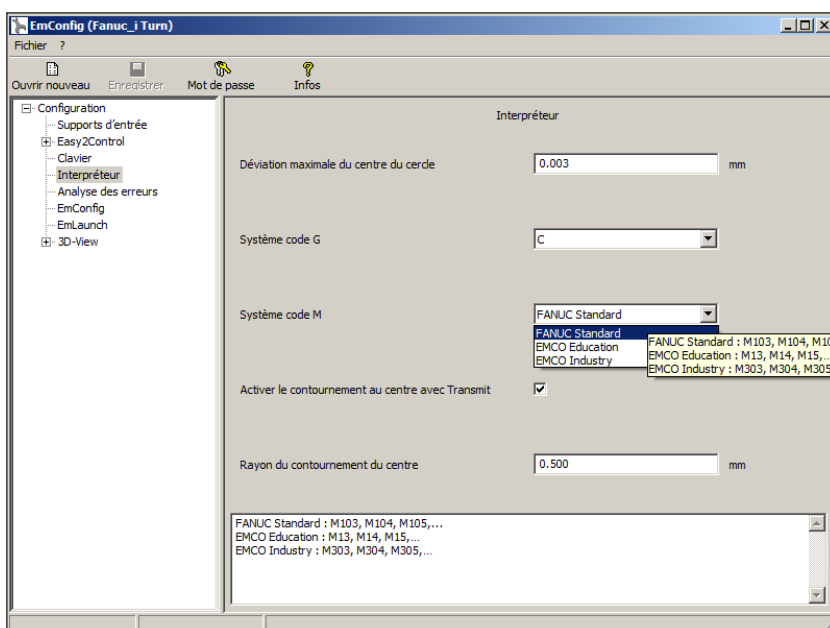 EmConfig (Fanuc_i Turn)
Fichier ?
Ouvrir nouveau Enregistrer Mot de passe Infos
Configuration
Supports d'entrée
Easy2Control
Clavier
Interpréteur
Analyse des erreurs
EmConfig
EmLaunch
3D-View
Interpréteur
Déviation maximale du centre du cercle 0.003 mm
Système code G C
Système code M FANUC Standard
FANUC Standard
EMCO Education
EMCO Industry
FANUC Standard : M103, M104, M10
EMCO Education : M13, M14, M15,...
EMCO Industry : M303, M304, M305
Activer le contournement au centre avec Transmit
Rayon du contournement du centre 0.500 mm
FANUC Standard : M103, M104, M105,...
EMCO Education : M13, M14, M15,...
EMCO Industry : M303, M304, M305,...